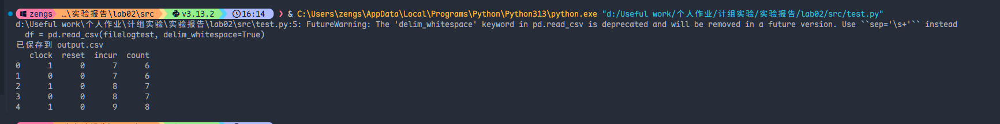 zengs …\实验报告\lab02\src v3.13.2 16:14 ❯ & C:\Users\zengs\AppData\Local\Programs\Python\Python313\python.exe "d:/Useful work/个人作业/计组实验/实验报告/lab02/src/test.py"
d:\Useful work\个人作业\计组实验\实验报告\lab02\src\test.py:5: FutureWarning: The 'delim_whitespace' keyword in pd.read_csv is deprecated and will be removed in a future version. Use ``sep='\s+'`` instead
  df = pd.read_csv(filelogtest, delim_whitespace=True)
已保存到 output.csv
   clock  reset  incur  count
0      1      0      7      6
1      0      0      7      6
2      1      0      8      7
3      0      0      8      7
4      1      0      9      8